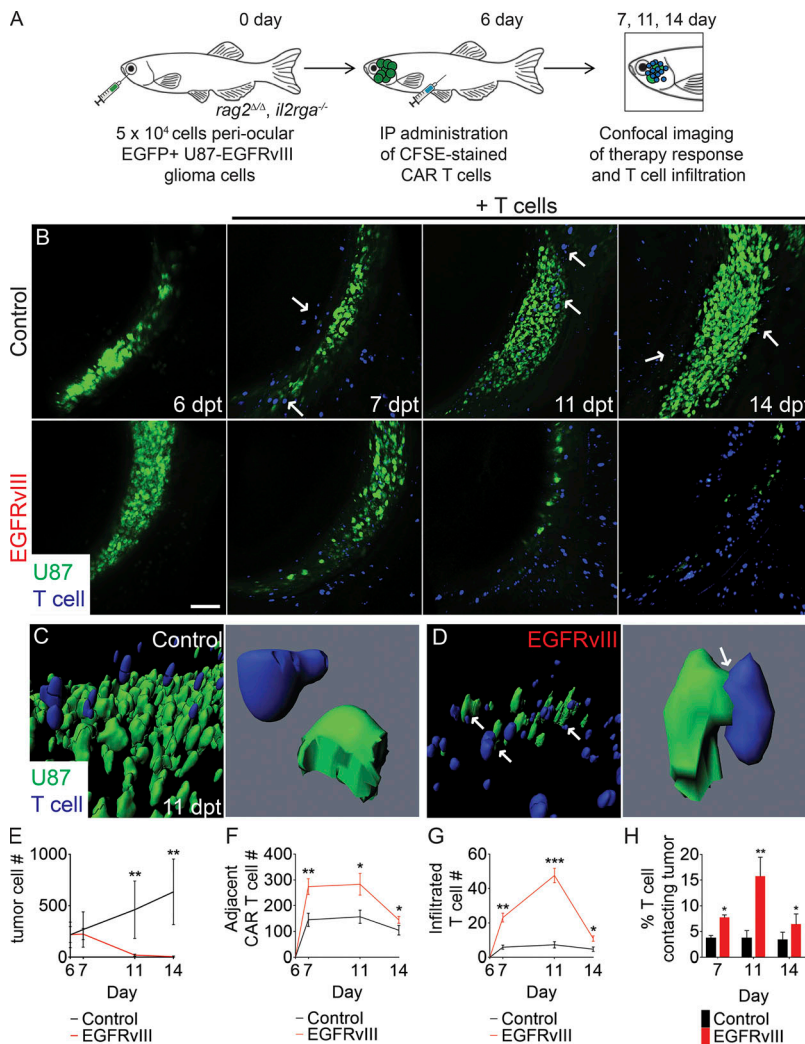 A
0 day
6 day
7, 11, 14 day
rag2Δ/Δ, il2rga-/-
5 x 10⁴ cells peri-ocular
EGFP+ U87-EGFRvIII
glioma cells
IP administration
of CFSE-stained
CAR T cells
Confocal imaging
of therapy response
and T cell infiltration
+ T cells
B
Control
6 dpt
7 dpt
11 dpt
14 dpt
EGFRvIII
U87
T cell
C
Control
U87
T cell
11 dpt
D
EGFRvIII
E
tumor cell #
1000
500
0
**
**
6 7 11 14
Day
Control
EGFRvIII
F
Adjacent
CAR T cell #
400
300
200
100
0
**
*
*
6 7 11 14
Day
Control
EGFRvIII
G
Infiltrated
T cell #
60
40
20
0
**
***
*
6 7 11 14
Day
Control
EGFRvIII
H
% T cell
contacting tumor
20
15
10
5
0
*
**
*
7 11 14
Day
Control
EGFRvIII